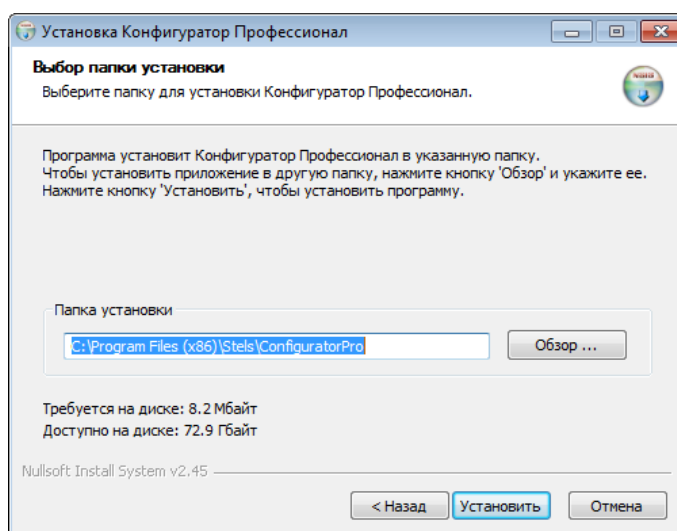 Установка Конфигуратор Профессионал
Выбор папки установки
Выберите папку для установки Конфигуратор Профессионал.
Программа установит Конфигуратор Профессионал в указанную папку.
Чтобы установить приложение в другую папку, нажмите кнопку 'Обзор' и укажите ее.
Нажмите кнопку 'Установить', чтобы установить программу.
Папка установки
C:\Program Files (x86)\Stels\ConfiguratorPro
Обзор ...
Требуется на диске: 8.2 Мбайт
Доступно на диске: 72.9 Гбайт
Nullsoft Install System v2.45
< Назад
Установить
Отмена